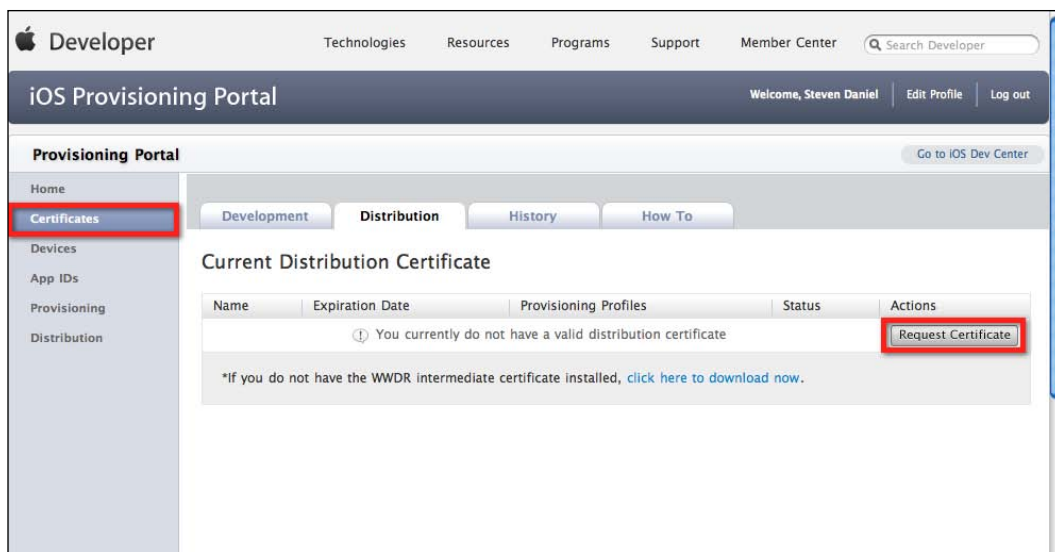 Developer
Technologies Resources Programs Support Member Center Search Developer
iOS Provisioning Portal
Welcome, Steven Daniel Edit Profile Log out
Provisioning Portal
Go to iOS Dev Center
Home
Certificates
Devices
App IDs
Provisioning
Distribution
Development Distribution History How To
Current Distribution Certificate
Name Expiration Date Provisioning Profiles Status Actions
You currently do not have a valid distribution certificate
Request Certificate
*If you do not have the WWDR intermediate certificate installed, click here to download now.